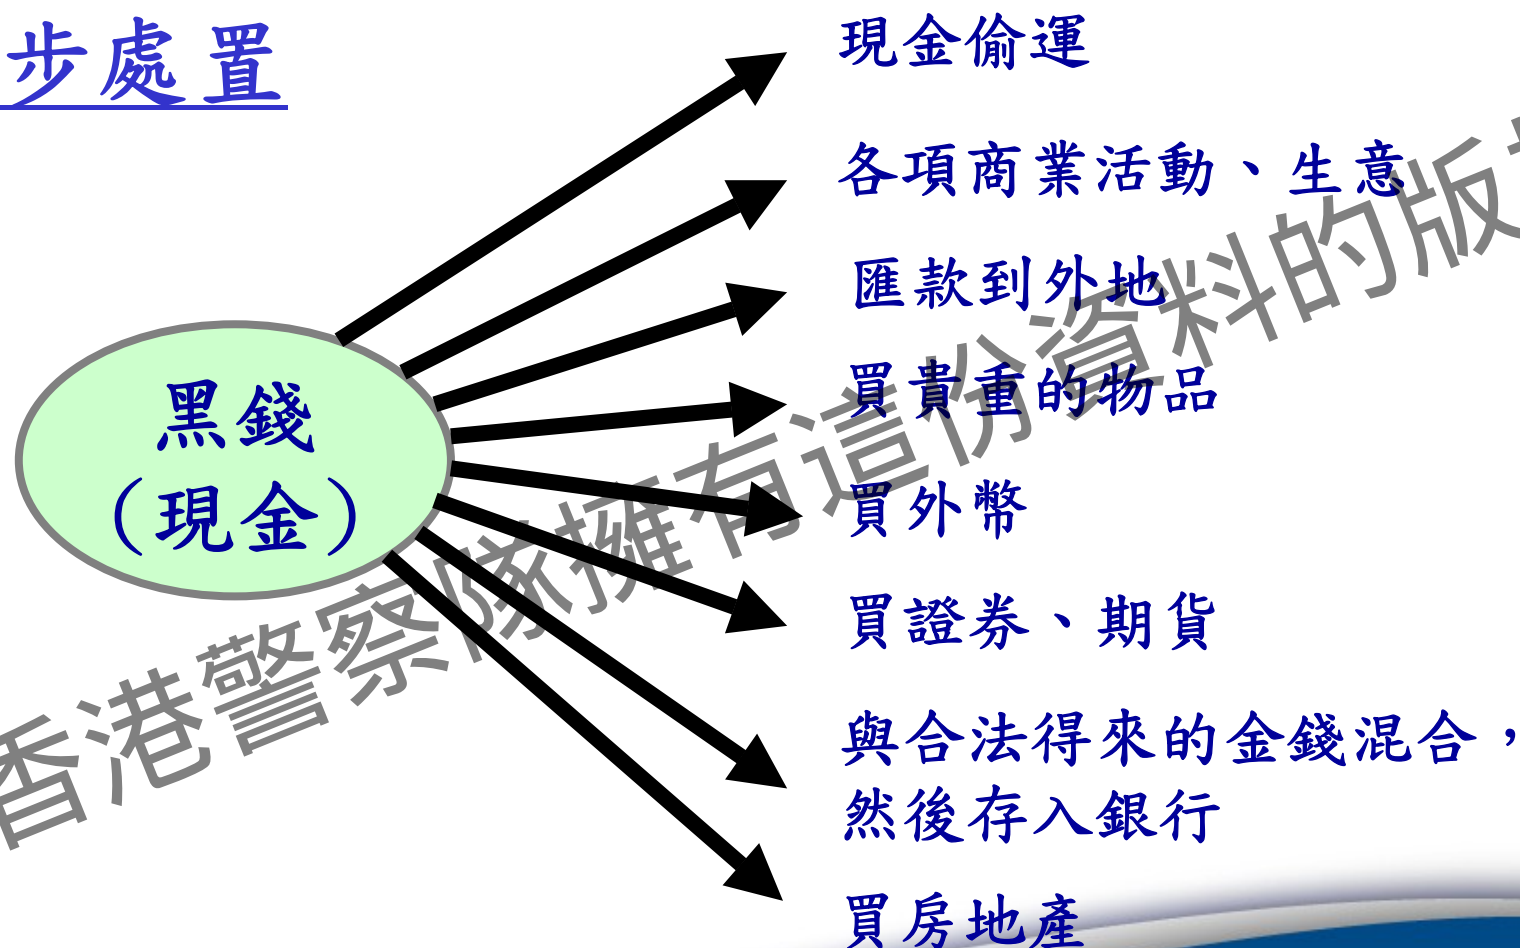 步處置
現金偷運
各項商業活動、生意
匯款到外地
買貴重的物品
黑錢
(現金)
買外幣
買證券、期貨
與合法得來的金錢混合，
然後存入銀行
買房地產
香港警察隊擁有這份資料的版